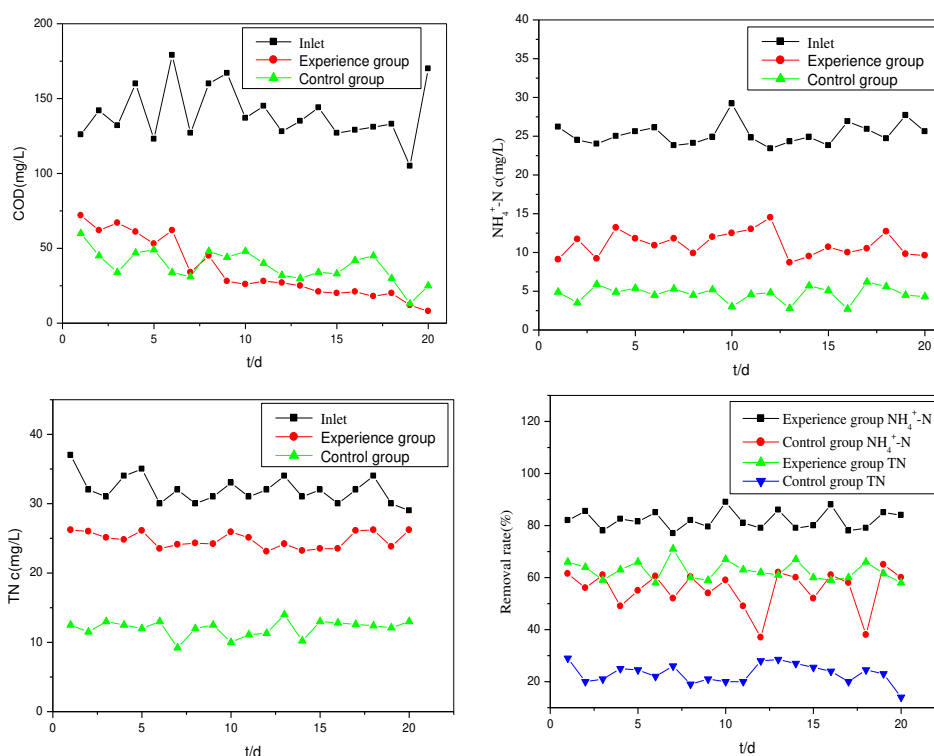 200
150
100
50
0
COD(mg/L)
Inlet
Experience group
Control group
0
5
10
15
20
t/d
40
35
30
25
20
15
10
5
0
NH₄⁺-N c(mg/L)
Inlet
Experience group
Control group
0
5
10
15
20
t/d
40
30
20
10
0
TN c(mg/L)
Inlet
Experience group
Control group
0
5
10
15
20
t/d
120
100
80
60
40
20
Removal rate(%)
Experience group NH₄⁺-N
Control group NH₄⁺-N
Experience group TN
Control group TN
0
5
10
15
20
t/d